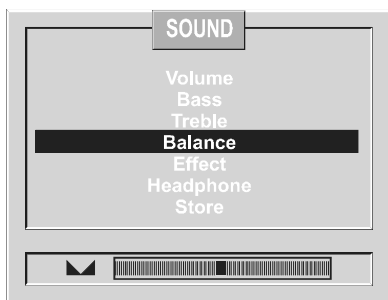 SOUND
Volume
Bass
Treble
Balance
Effect
Headphone
Store